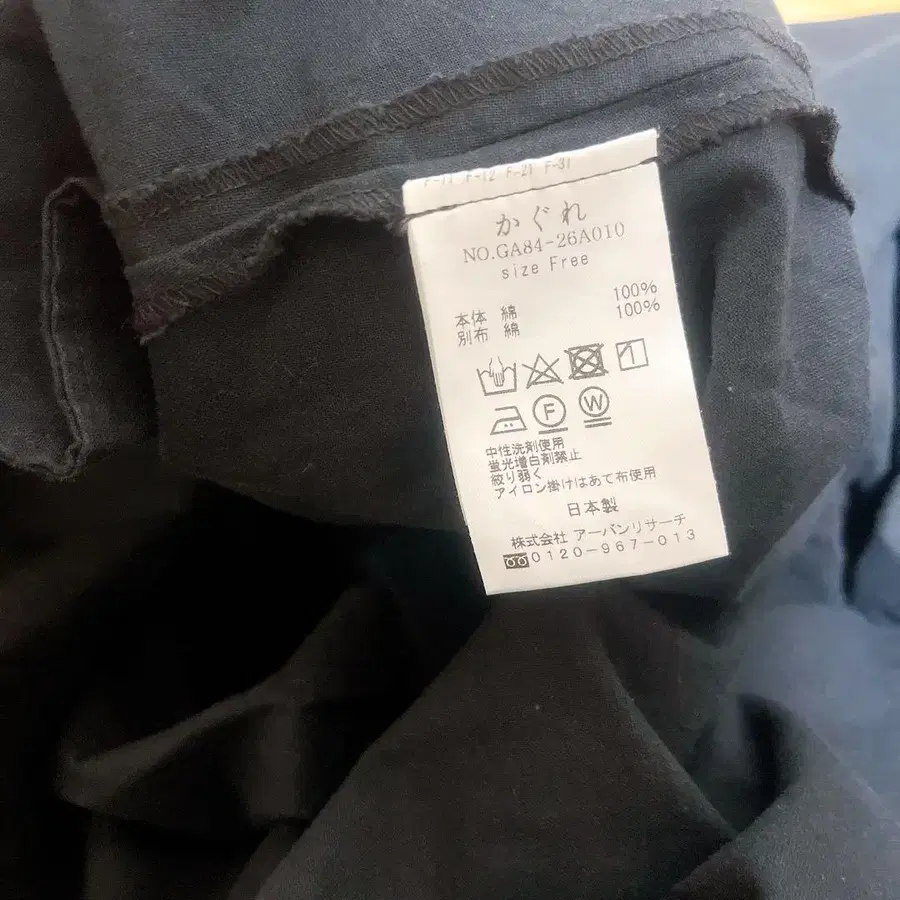 F-11 F-12 F-21 F-31
かぐれ
NO.GA84-26A010
size Free
本体 綿 100%
別布 綿 100%
F W
中性洗剤使用
蛍光増白剤禁止
絞り弱く
アイロン掛けはあて布使用
日本製
株式会社 アーバンリサーチ
0120-967-013